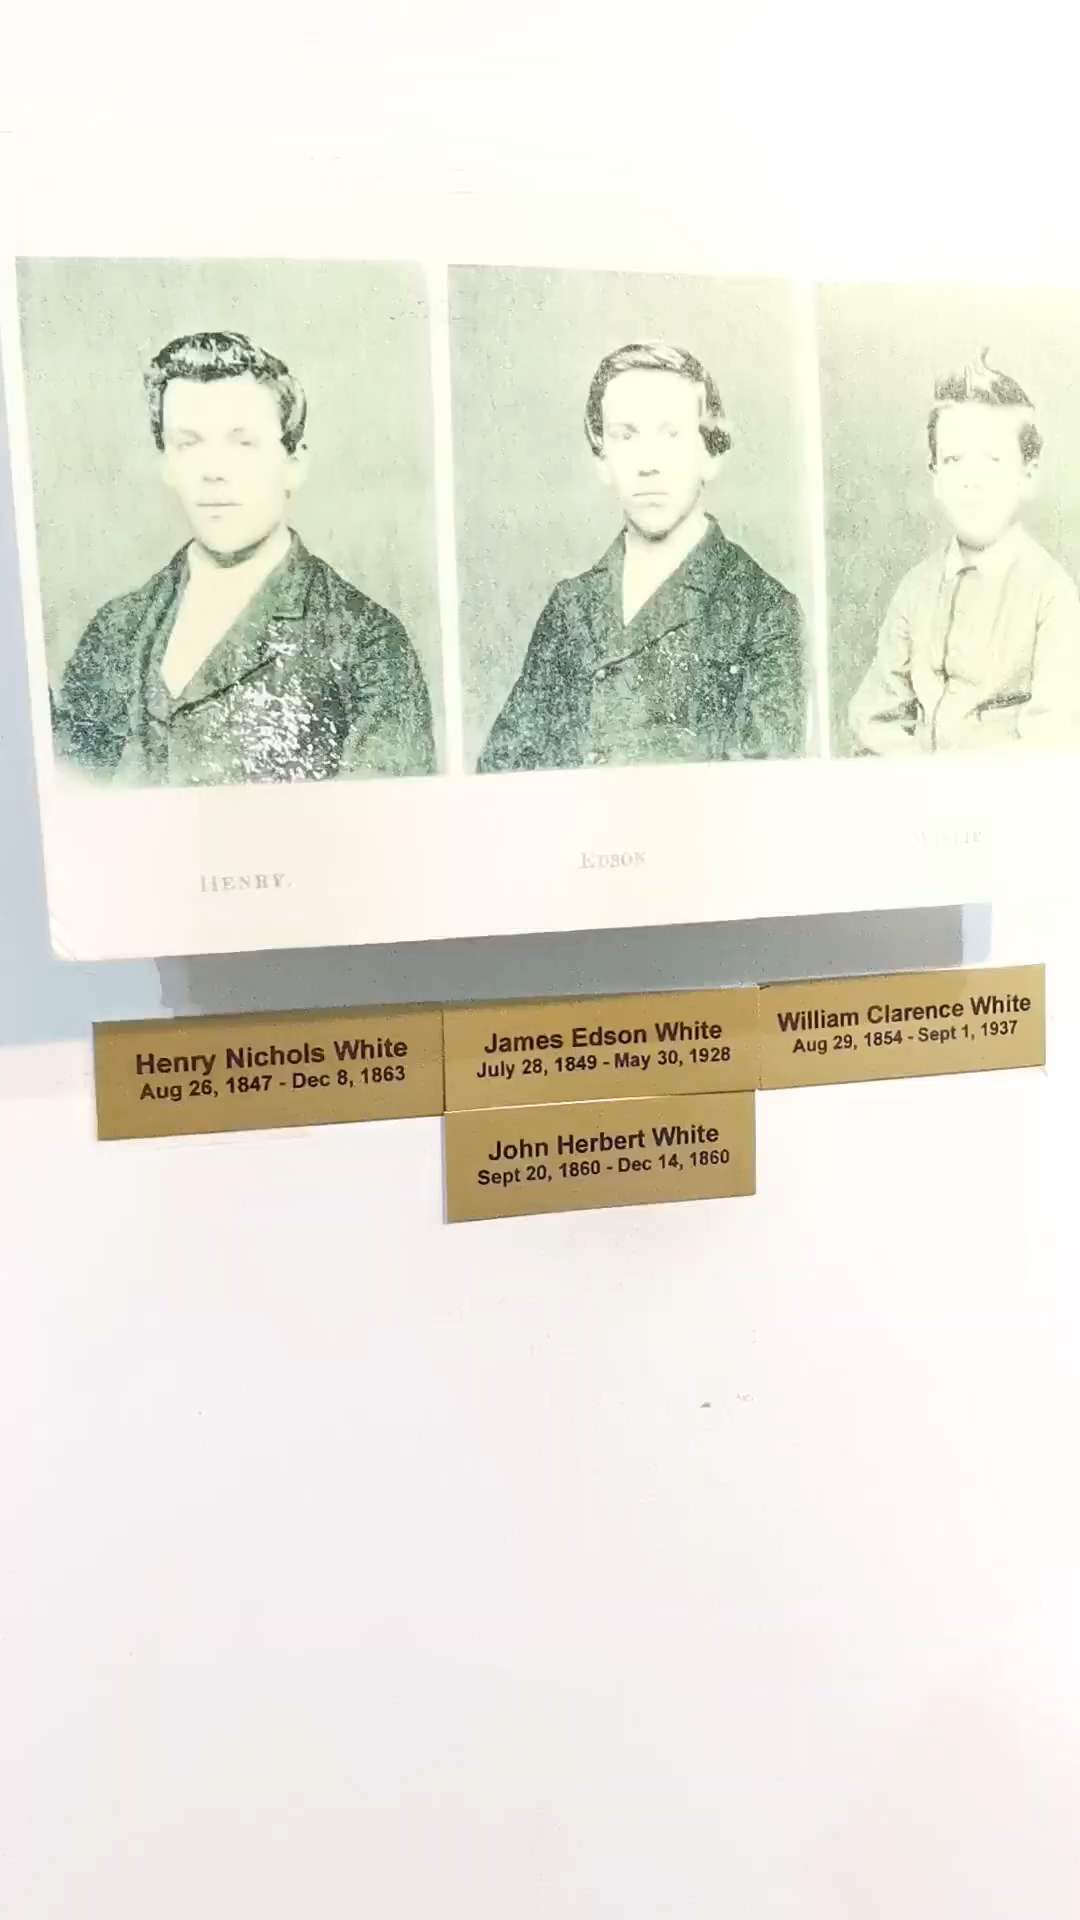 HENRY.
EDSON
Henry Nichols White
Aug 26, 1847 - Dec 8, 1863
James Edson White
July 28, 1849 - May 30, 1928
William Clarence White
Aug 29, 1854 - Sept 1, 1937
John Herbert White
Sept 20, 1860 - Dec 14, 1860